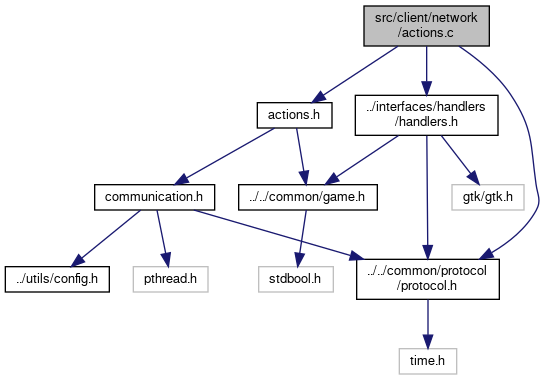 src/client/network
/actions.c
actions.h
../interfaces/handlers
/handlers.h
communication.h
../../common/game.h
gtk/gtk.h
../utils/config.h
pthread.h
stdbool.h
../../common/protocol
/protocol.h
time.h